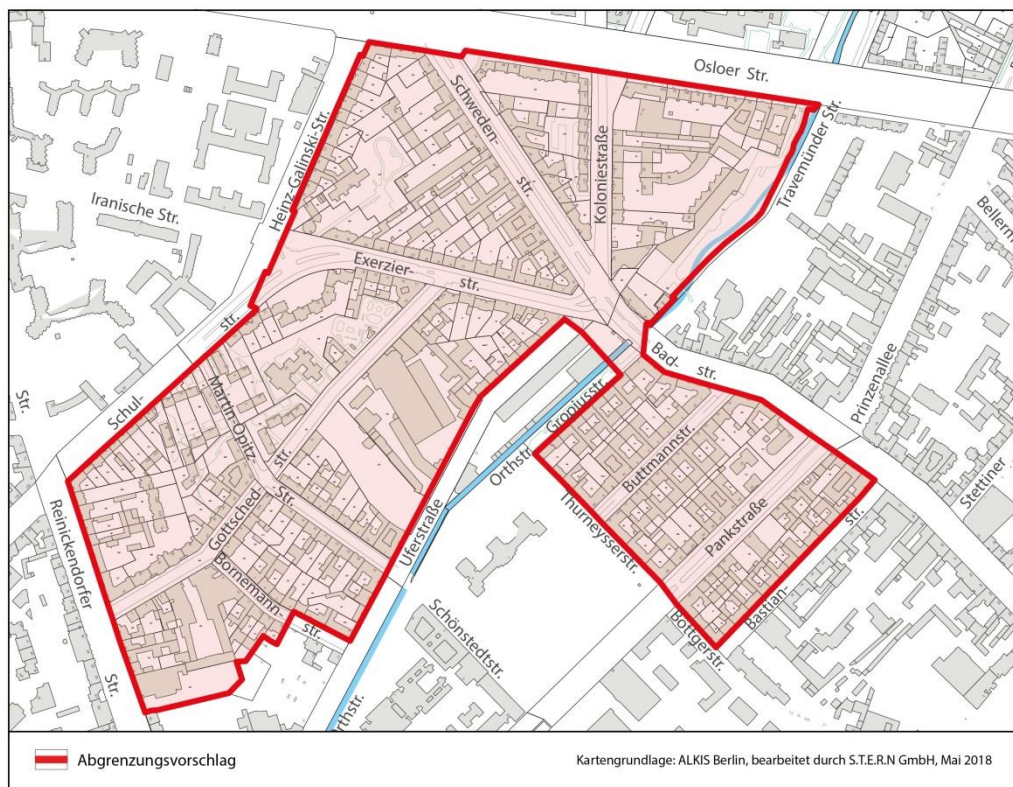 Osloer Str.
Schweden-
str.
Koloniestraße
Travemünder Str.
Heinz-Galinski-Str.
Iranische Str.
Bellerm
Exerzier-
str.
str.
Bad-
str.
Prinzenallee
Schul-
Martin-Opitz-
str.
Gropiusstr.
Orthstr.
Buttmannstr.
Stettiner
Str.
Reinickendorfer
Str.
Gottsched-
Str.
Bornemann-
str.
Uferstraße
Thurneysserstr.
Pankstraße
Bastian-
str.
Böttgerstr.
Schönstedtstr.
rthstr.
Abgrenzungsvorschlag
Kartengrundlage: ALKIS Berlin, bearbeitet durch S.T.E.R.N GmbH, Mai 2018